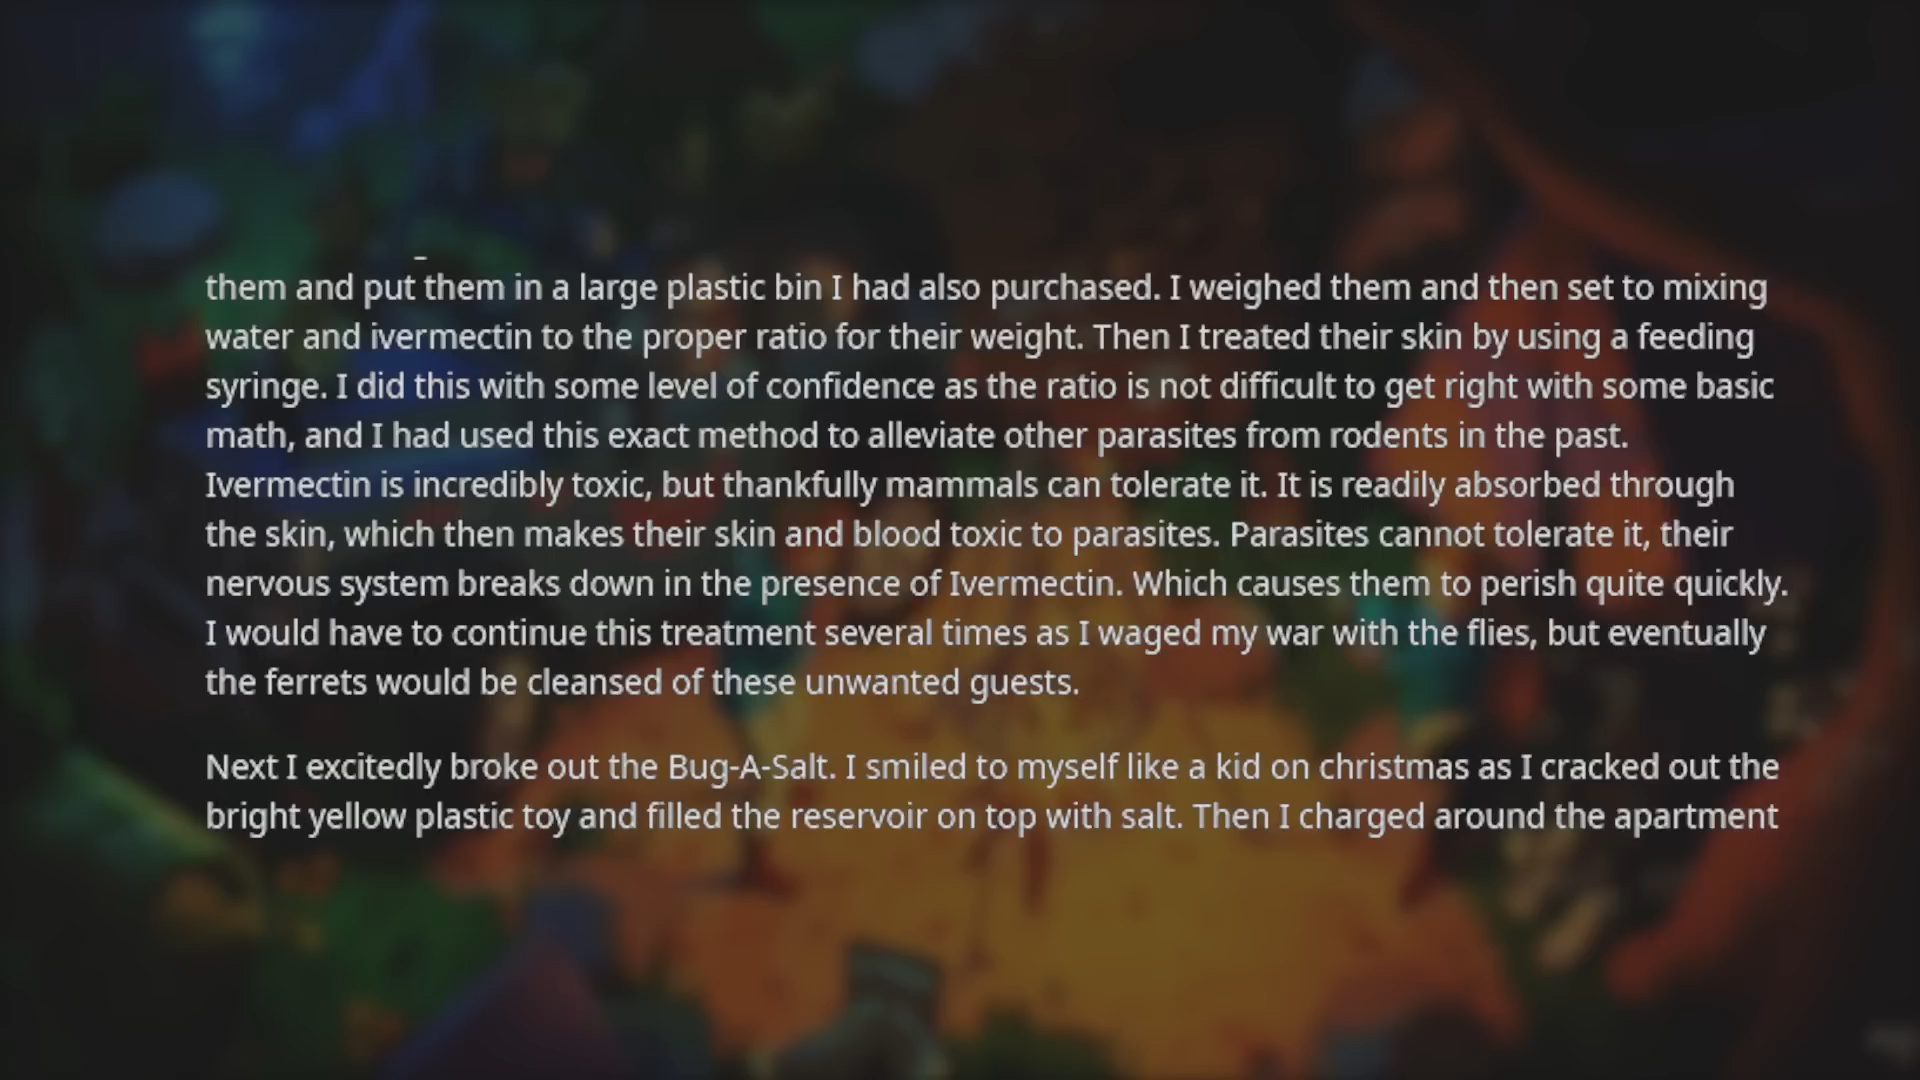 them and put them in a large plastic bin I had also purchased. I weighed them and then set to mixing
water and ivermectin to the proper ratio for their weight. Then I treated their skin by using a feeding
syringe. I did this with some level of confidence as the ratio is not difficult to get right with some basic
math, and I had used this exact method to alleviate other parasites from rodents in the past.
Ivermectin is incredibly toxic, but thankfully mammals can tolerate it. It is readily absorbed through
the skin, which then makes their skin and blood toxic to parasites. Parasites cannot tolerate it, their
nervous system breaks down in the presence of Ivermectin. Which causes them to perish quite quickly.
I would have to continue this treatment several times as I waged my war with the flies, but eventually
the ferrets would be cleansed of these unwanted guests.
Next I excitedly broke out the Bug-A-Salt. I smiled to myself like a kid on christmas as I cracked out the
bright yellow plastic toy and filled the reservoir on top with salt. Then I charged around the apartment